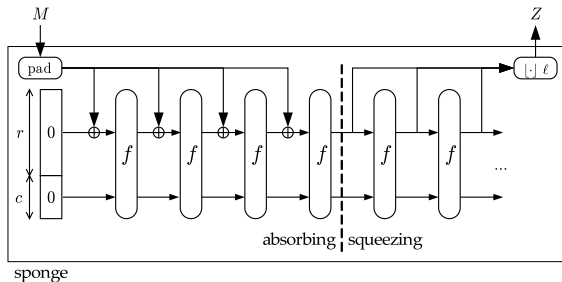 M Z
pad ⌊·⌋ ℓ
r 0 f f f f f f
c 0 ...
absorbing squeezing
sponge